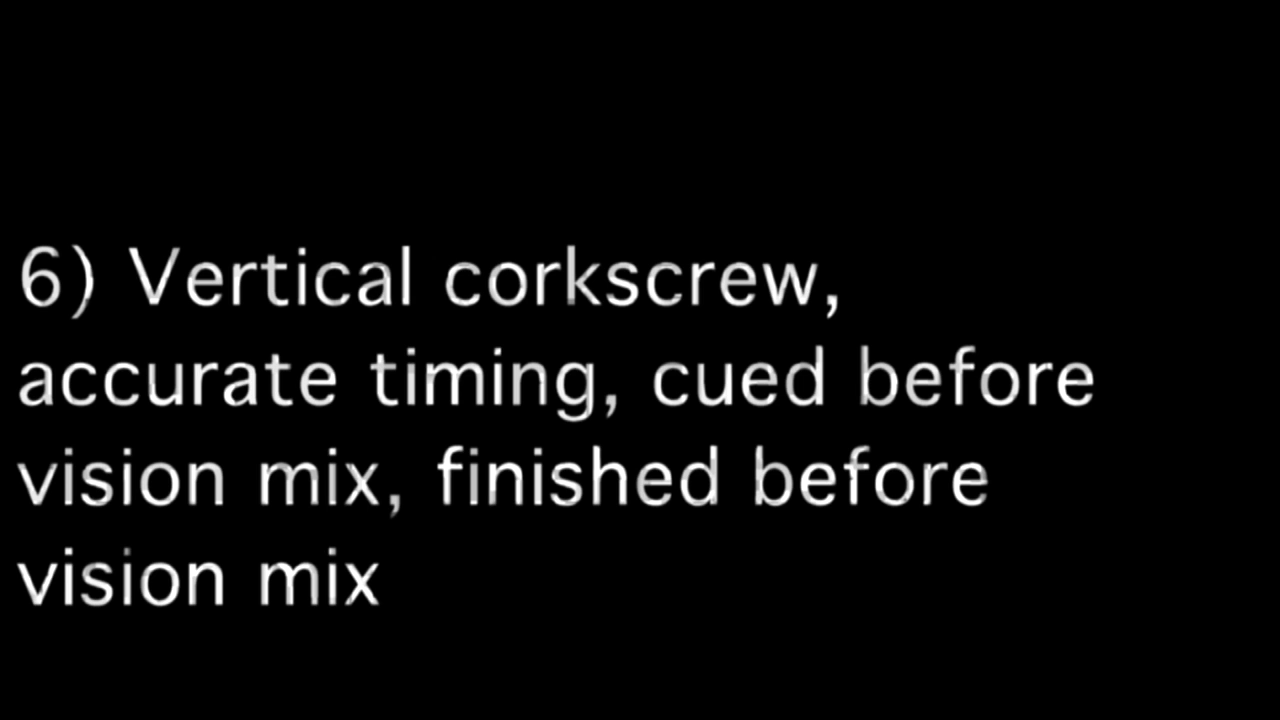 6) Vertical corkscrew,
accurate timing, cued before
vision mix, finished before
vision mix